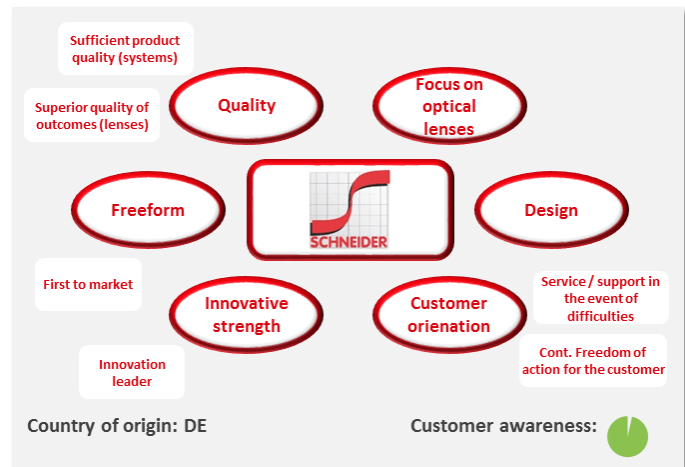 Sufficient product
quality (systems)
Superior quality of
outcomes (lenses)
Quality
Focus on
optical
lenses
Freeform
SCHNEIDER
Design
First to market
Innovative
strength
Customer
orienation
Service / support in
the event of
difficulties
Innovation
leader
Cont. Freedom of
action for the customer
Country of origin: DE
Customer awareness: